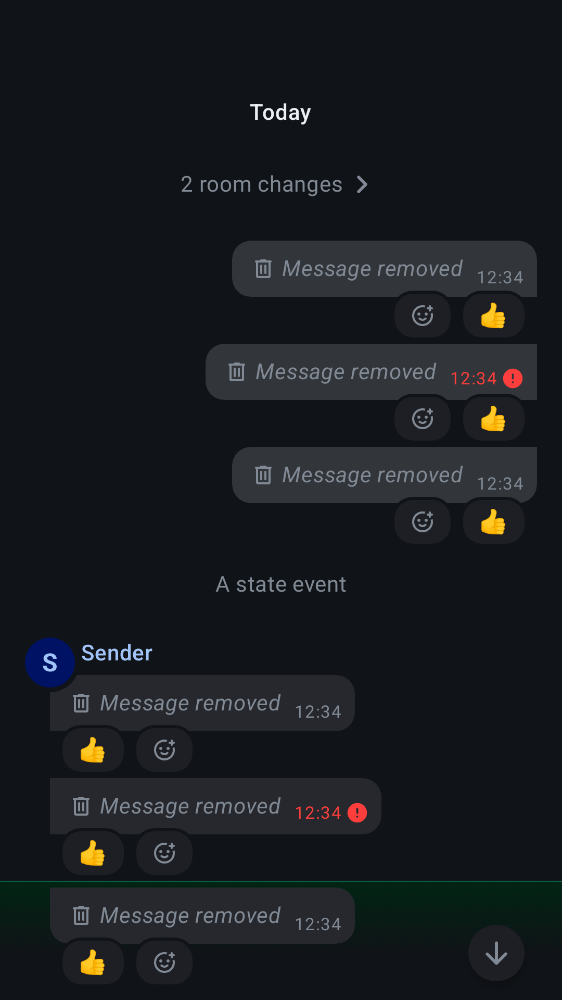 Today
2 room changes
Message removed 12:34
👍
Message removed 12:34
👍
Message removed 12:34
👍
A state event
S Sender
Message removed 12:34
👍
Message removed 12:34
👍
Message removed 12:34
👍